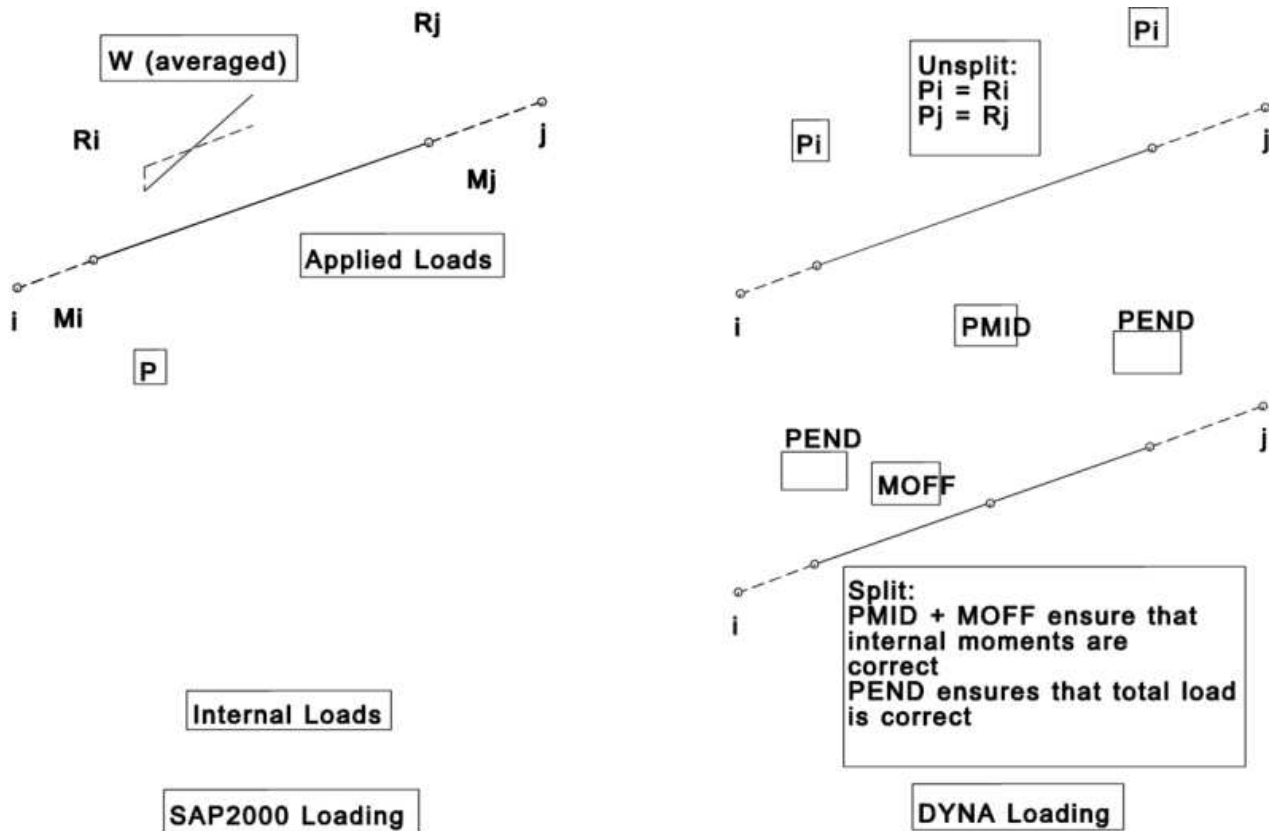 Rj
W (averaged)
Ri
j
Mj
Applied Loads
i
Mi
P
Internal Loads
SAP2000 Loading
Pi
Unsplit:
Pi = Ri
Pj = Rj
Pi
j
i
PMID
PEND
PEND
MOFF
j
i
Split:
PMID + MOFF ensure that
internal moments are
correct
PEND ensures that total load
is correct
DYNA Loading